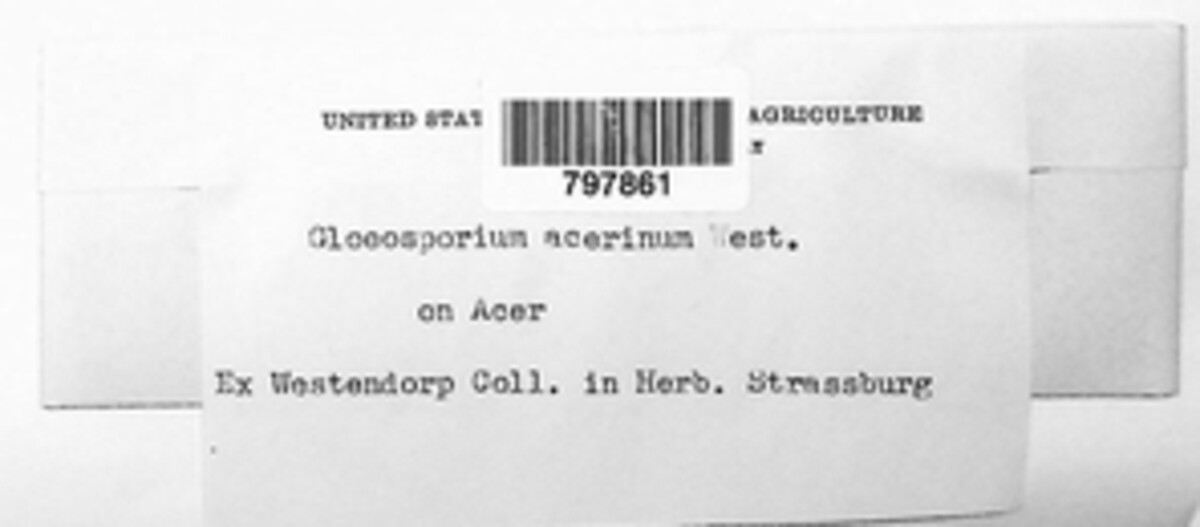 UNITED STAT AGRICULTURE
797861
Gloeosporium acerinum West.
on Acer
Ex Westendorp Coll. in Herb. Strassburg